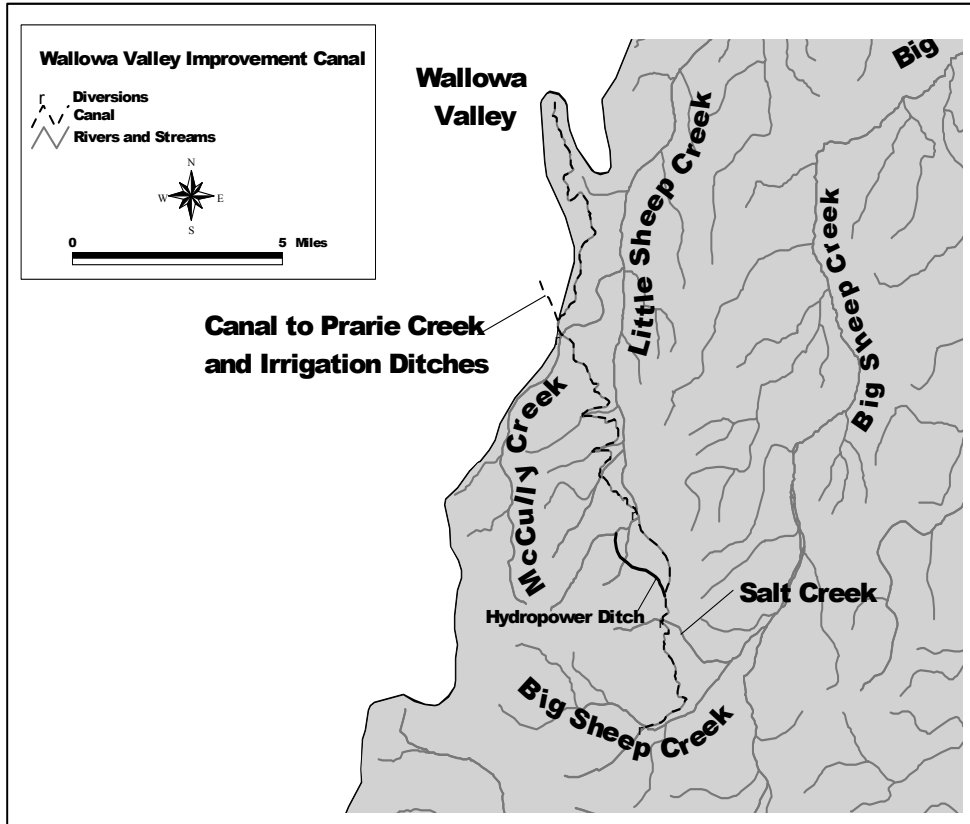 Wallowa Valley Improvement Canal
r Diversions
Canal
Rivers and Streams
N
W E
S
0 5 Miles
Wallowa
Valley
Big
Little Sheep Creek
Big Sheep Creek
Canal to Prarie Creek
and Irrigation Ditches
McCully Creek
Hydropower Ditch
Salt Creek
Big Sheep Creek